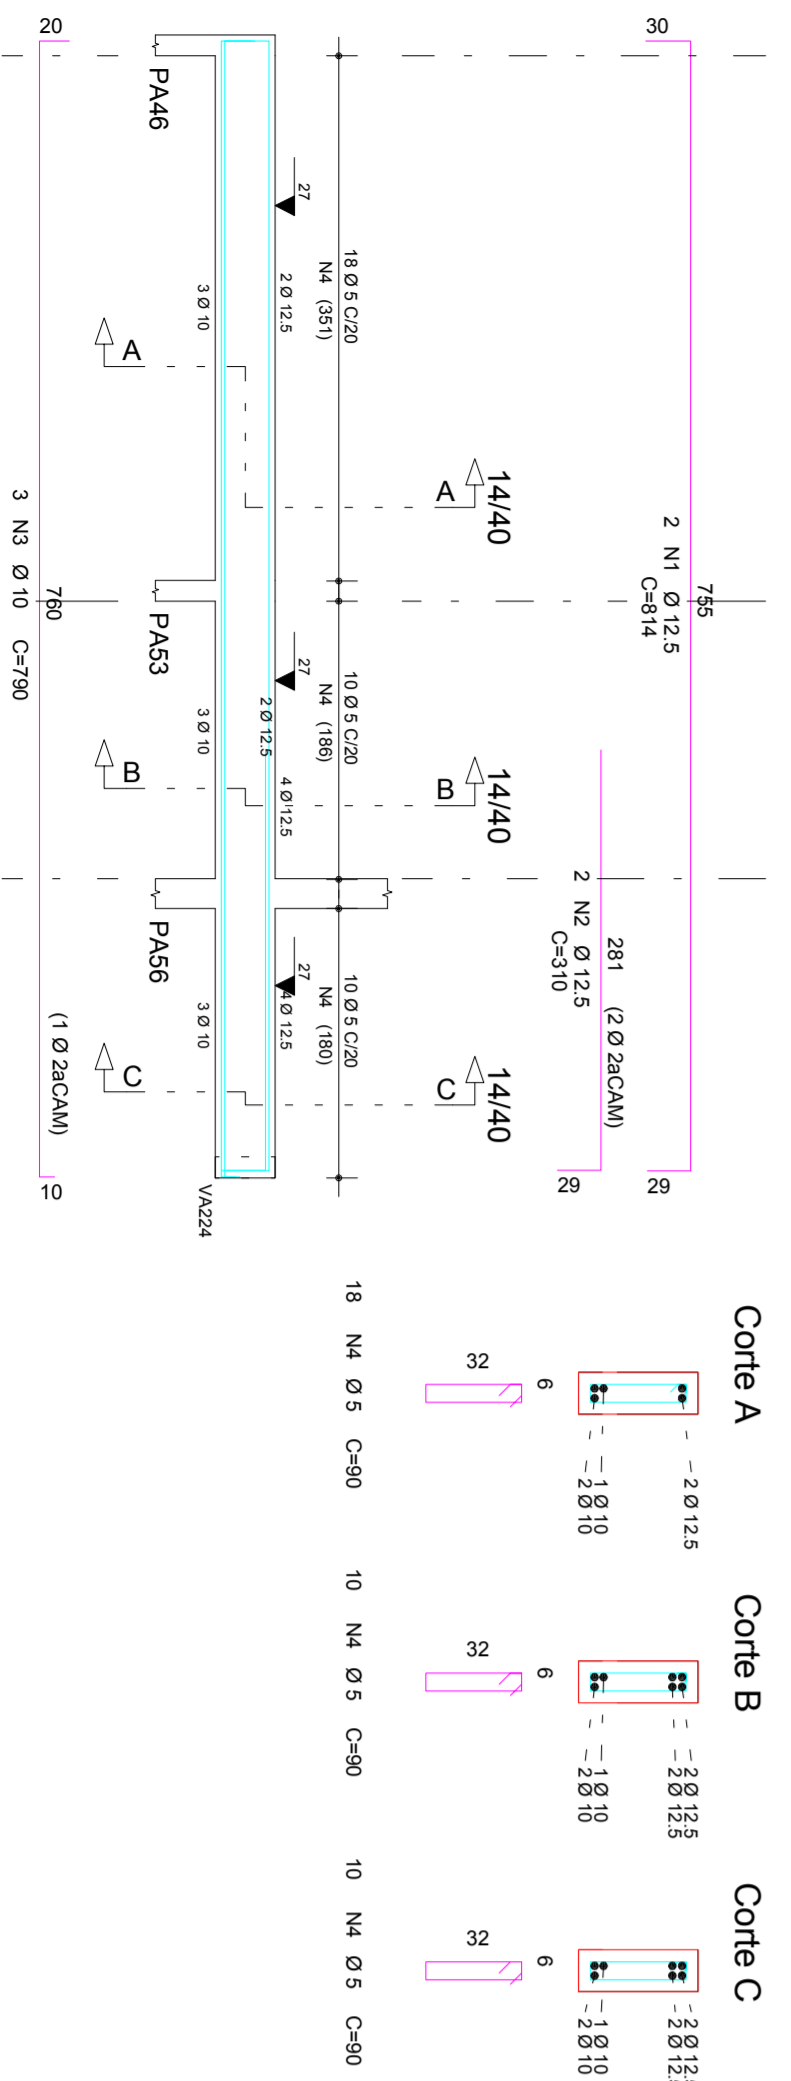 30
755
2 N1 Ø 12.5
C=814
29
281 (2 Ø 2aCAM)
2 N2 Ø 12.5
C=310
29
14/40
14/40
14/40
A
B
C
18 Ø 5 C/20
N4 (351)
10 Ø 5 C/20
N4 (186)
10 Ø 5 C/20
N4 (180)
27
27
27
2 Ø 12.5
2 Ø 12.5
4 Ø 12.5
4 Ø 12.5
3 Ø 10
3 Ø 10
3 Ø 10
VA224
PA46
PA53
PA56
A
B
C
20
760
(1 Ø 2aCAM)
10
3 N3 Ø 10 C=790
Corte A
2 Ø 12.5
1 Ø 10
2 Ø 10
6
32
18 N4 Ø 5 C=90
Corte B
2 Ø 12.5
2 Ø 12.5
1 Ø 10
2 Ø 10
6
32
10 N4 Ø 5 C=90
Corte C
2 Ø 12.5
2 Ø 12.5
1 Ø 10
2 Ø 10
6
32
10 N4 Ø 5 C=90